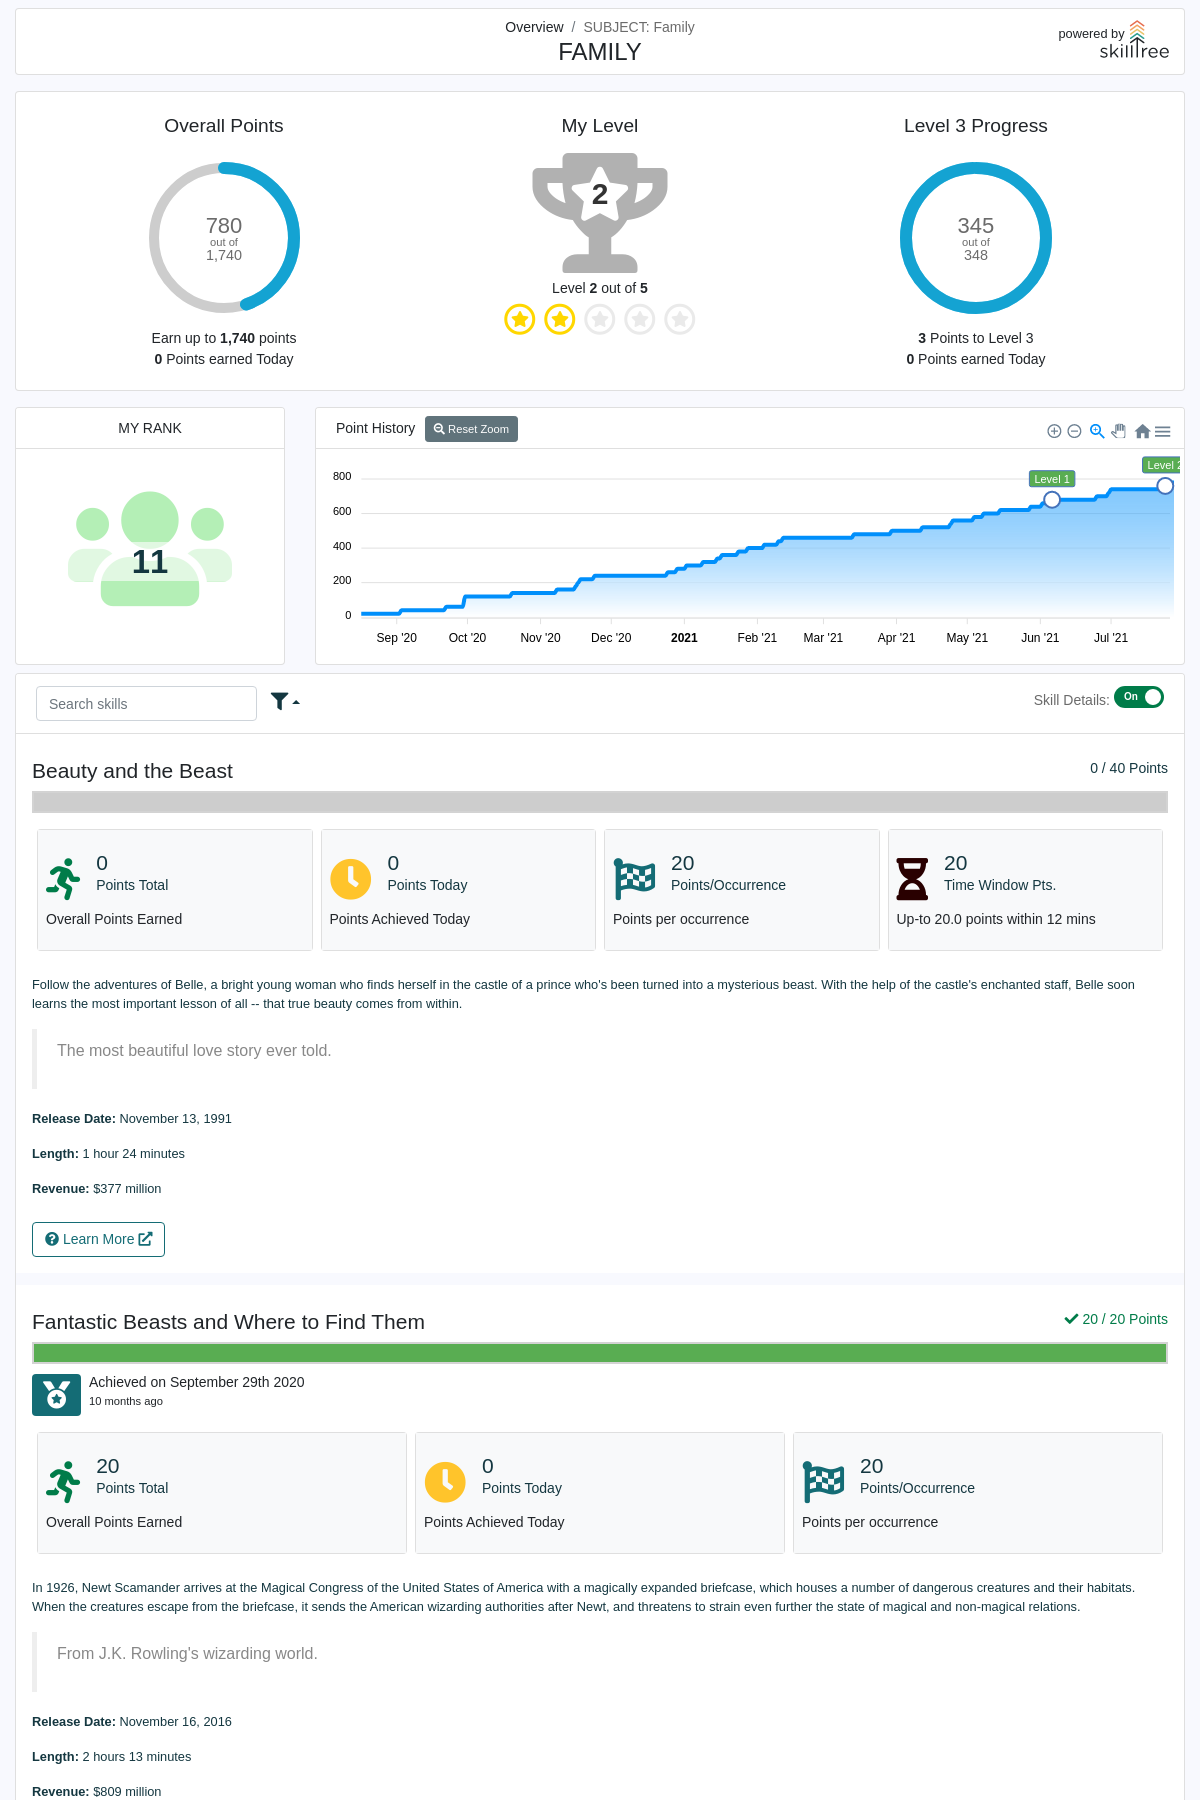 Overview / SUBJECT: Family
FAMILY
powered by
skilltree
Overall Points
My Level
Level 3 Progress
780
out of
1,740
2
345
out of
348
Level 2 out of 5
Earn up to 1,740 points
0 Points earned Today
3 Points to Level 3
0 Points earned Today
MY RANK
11
Point History
Reset Zoom
Level 1
Level 2
800
600
400
200
0
Sep '20
Oct '20
Nov '20
Dec '20
2021
Feb '21
Mar '21
Apr '21
May '21
Jun '21
Jul '21
Search skills
Skill Details:
On
Beauty and the Beast
0 / 40 Points
0
Points Total
Overall Points Earned
0
Points Today
Points Achieved Today
20
Points/Occurrence
Points per occurrence
20
Time Window Pts.
Up-to 20.0 points within 12 mins
Follow the adventures of Belle, a bright young woman who finds herself in the castle of a prince who's been turned into a mysterious beast. With the help of the castle's enchanted staff, Belle soon
learns the most important lesson of all -- that true beauty comes from within.
The most beautiful love story ever told.
Release Date: November 13, 1991
Length: 1 hour 24 minutes
Revenue: $377 million
Learn More
Fantastic Beasts and Where to Find Them
20 / 20 Points
Achieved on September 29th 2020
10 months ago
20
Points Total
Overall Points Earned
0
Points Today
Points Achieved Today
20
Points/Occurrence
Points per occurrence
In 1926, Newt Scamander arrives at the Magical Congress of the United States of America with a magically expanded briefcase, which houses a number of dangerous creatures and their habitats.
When the creatures escape from the briefcase, it sends the American wizarding authorities after Newt, and threatens to strain even further the state of magical and non-magical relations.
From J.K. Rowling's wizarding world.
Release Date: November 16, 2016
Length: 2 hours 13 minutes
Revenue: $809 million